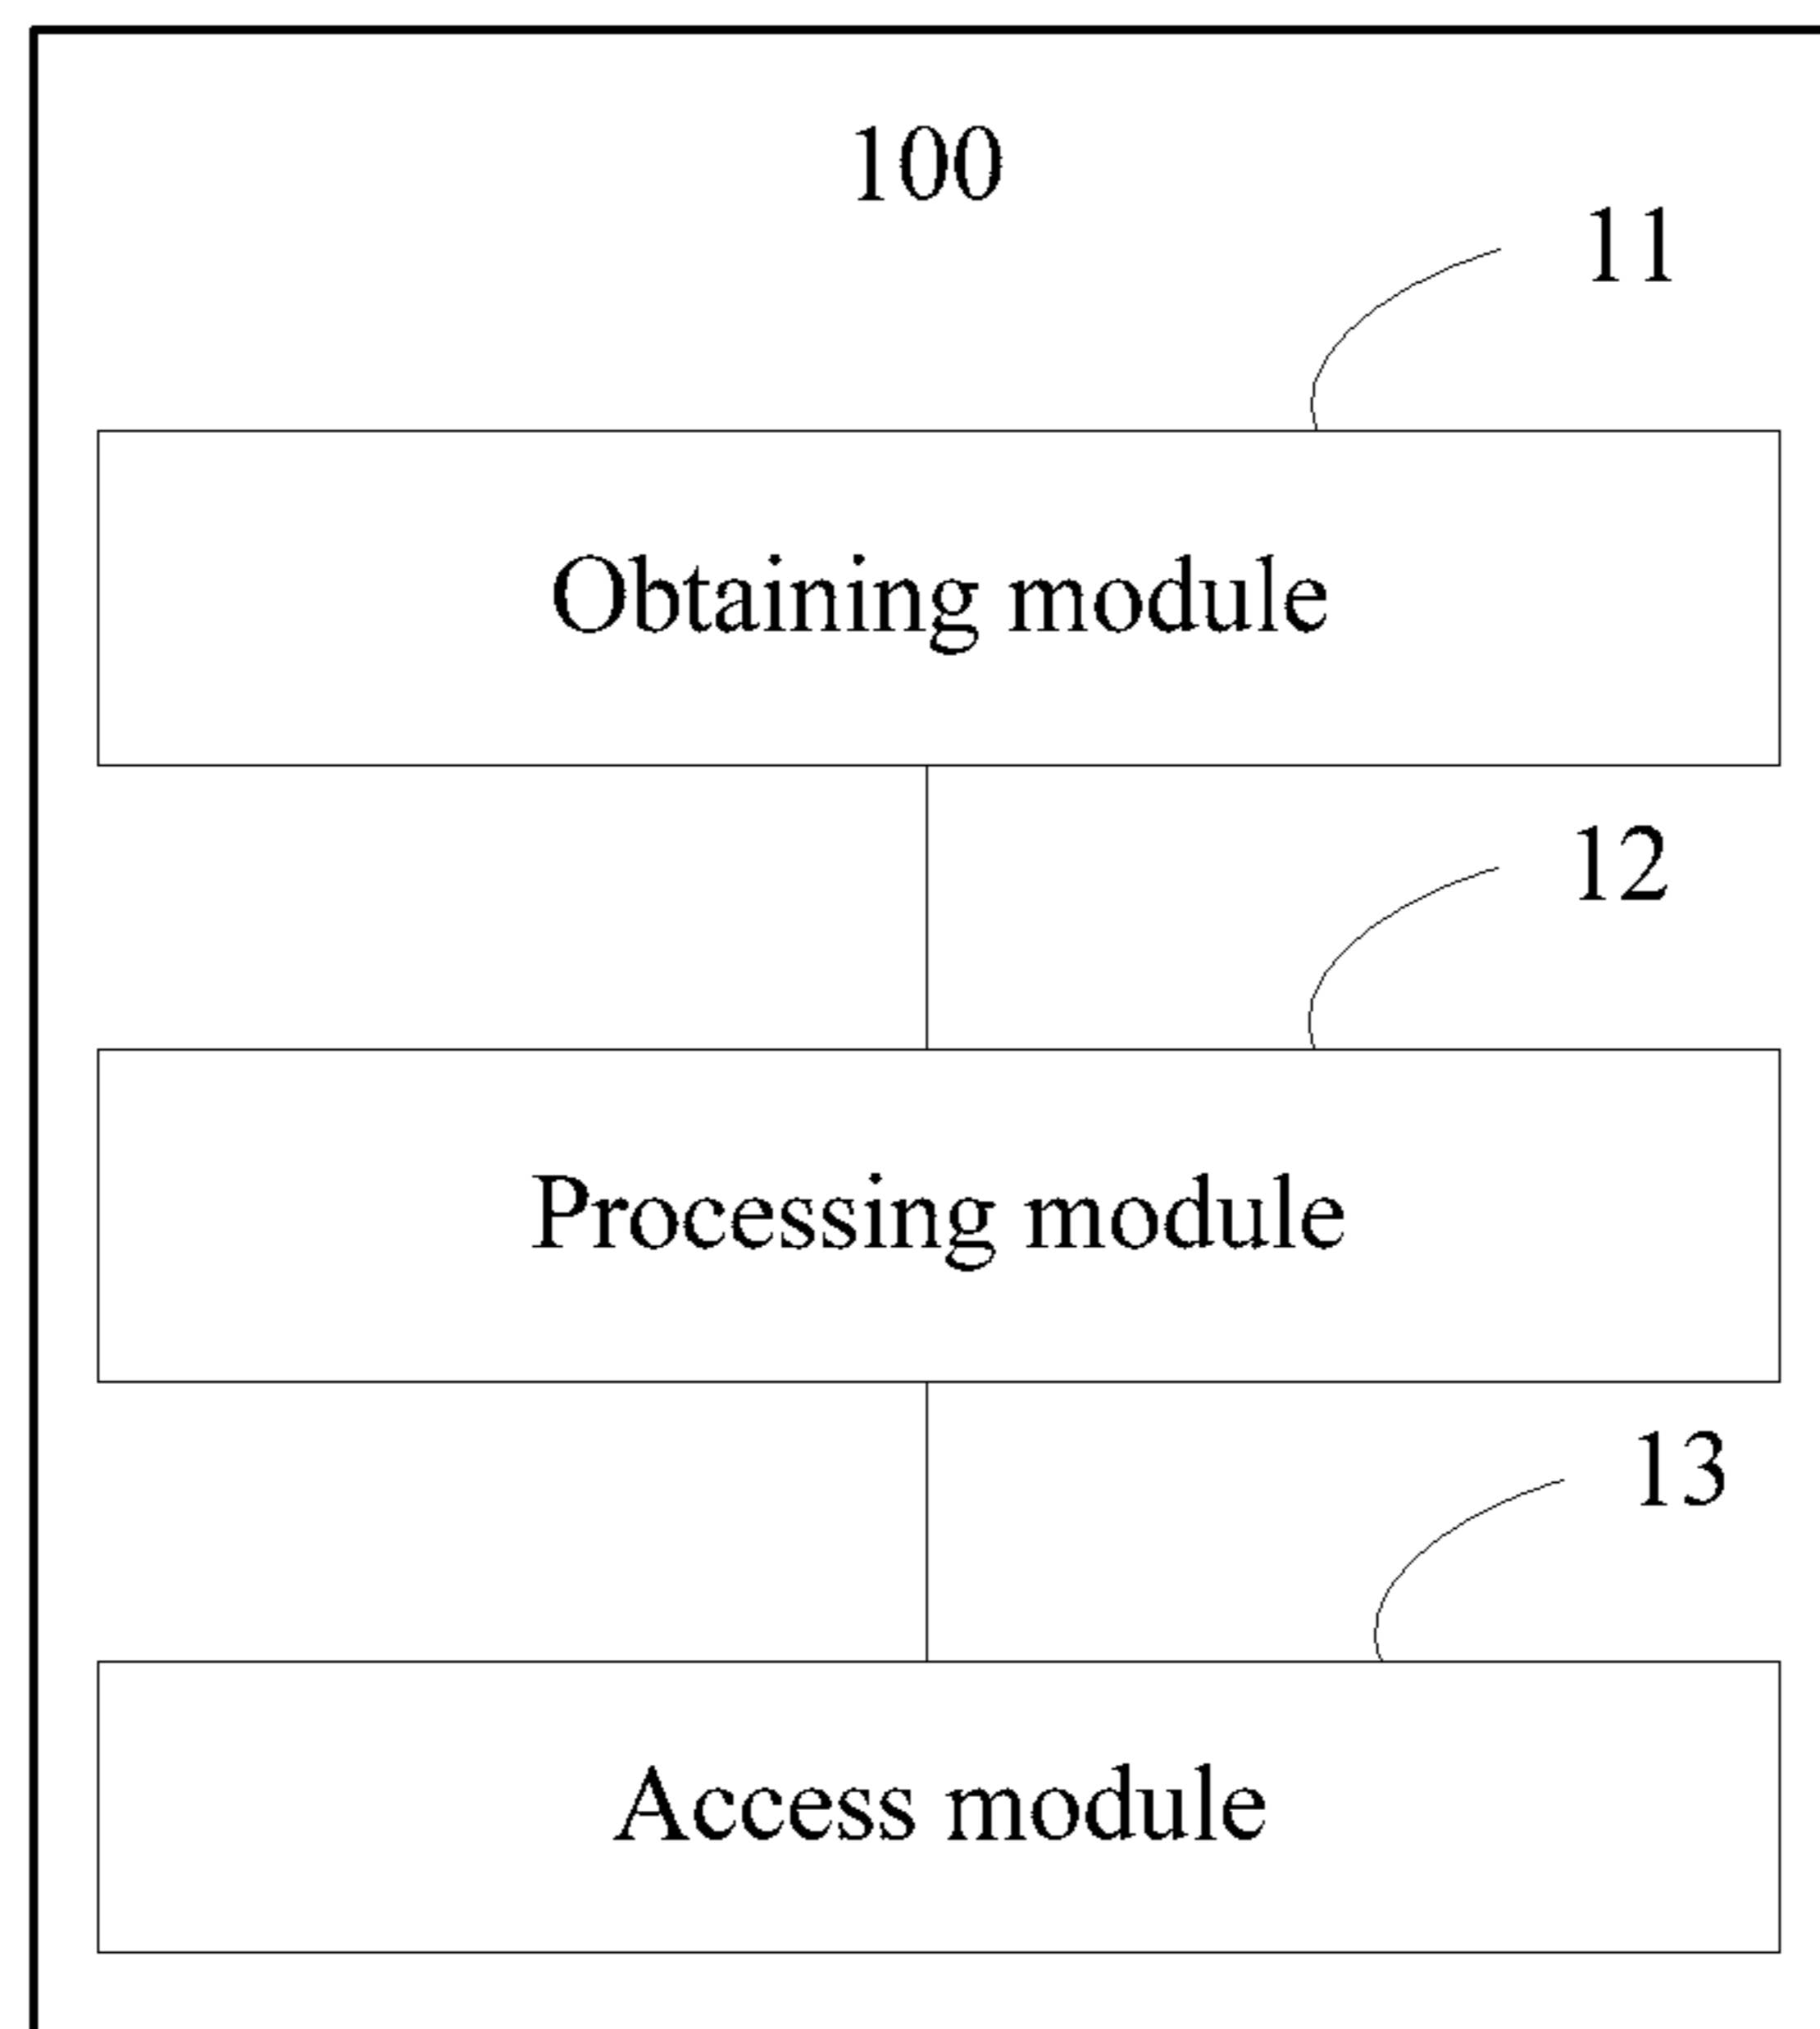 100
11
Obtaining module
12
Processing module
13
Access module